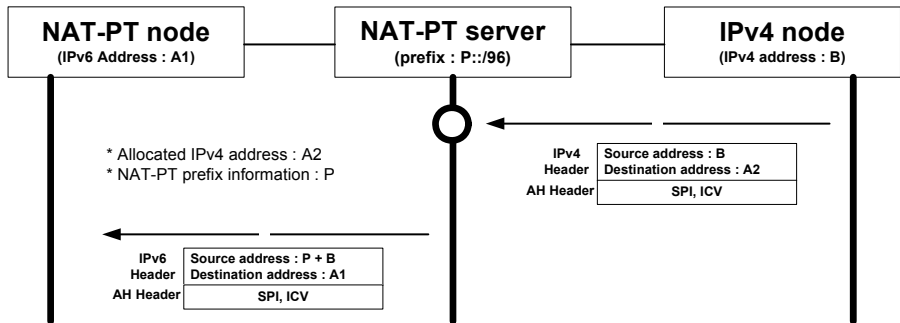 NAT-PT node
(IPv6 Address : A1)
NAT-PT server
(prefix : P::/96)
IPv4 node
(IPv4 address : B)
* Allocated IPv4 address : A2
* NAT-PT prefix information : P
IPv4
Header
Source address : B
Destination address : A2
AH Header
SPI, ICV
IPv6
Header
Source address : P + B
Destination address : A1
AH Header
SPI, ICV